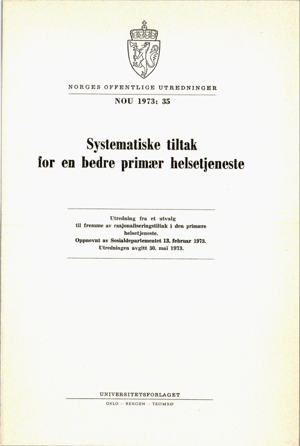 NORGES OFFENTLIGE UTREDNINGER
NOU 1973: 35
Systematiske tiltak
for en bedre primær helsetjeneste
Utredning fra et utvalg
til fremme av rasjonaliseringstiltak i den primære
helsetjeneste.
Oppnevnt av Sosialdepartementet 13. februar 1973.
Utredningen avgitt 30. mai 1973.
UNIVERSITETSFORLAGET
OSLO - BERGEN - TROMSØ